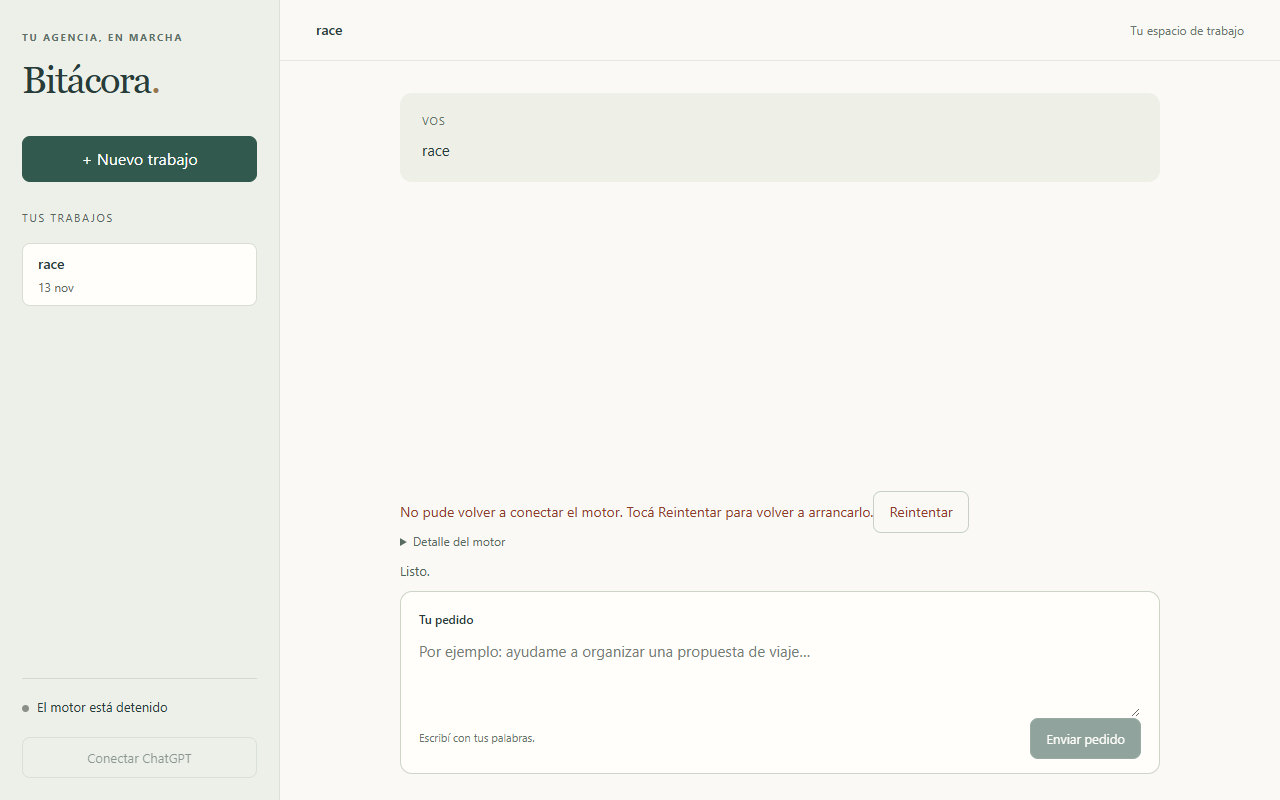 TU AGENCIA, EN MARCHA
Bitácora.
+ Nuevo trabajo
TUS TRABAJOS
race
13 nov
El motor está detenido
Conectar ChatGPT
race
Tu espacio de trabajo
VOS
race
No pude volver a conectar el motor. Tocá Reintentar para volver a arrancarlo.
Reintentar
Detalle del motor
Listo.
Tu pedido
Por ejemplo: ayudame a organizar una propuesta de viaje...
Escribí con tus palabras.
Enviar pedido